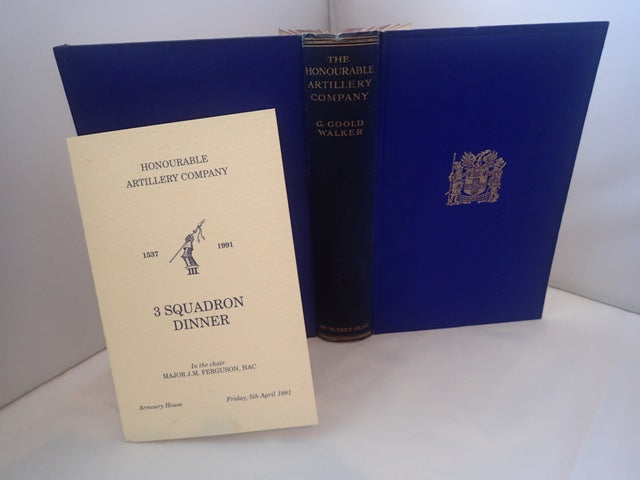 THE
HONOURABLE
ARTILLERY
COMPANY
G. GOOLD
WALKER
THE BODLEY HEAD
HONOURABLE
ARTILLERY COMPANY
1537 1991
III
3 SQUADRON
DINNER
In the chair
MAJOR J.M. FERGUSON, HAC
Armoury House Friday, 5th April 1991